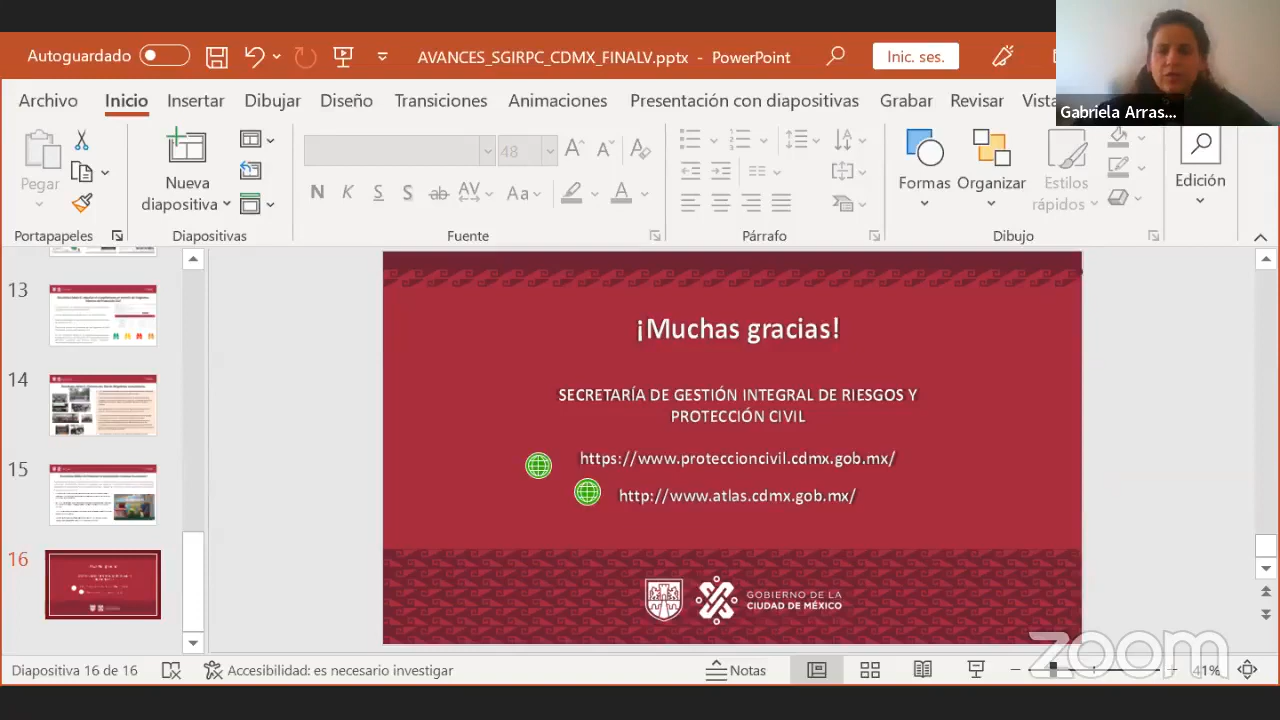 Autoguardado
AVANCES_SGIRPC_CDMX_FINALV.pptx - PowerPoint
Inic. ses.
Gabriela Arras...
Archivo Inicio Insertar Dibujar Diseño Transiciones Animaciones Presentación con diapositivas Grabar Revisar Vista
Pegar
Nueva diapositiva
48
N K S S ab AV Aa A
Formas Organizar Estilos rápidos
Edición
Portapapeles Diapositivas Fuente Párrafo Dibujo
13
14
15
16
¡Muchas gracias!
SECRETARÍA DE GESTIÓN INTEGRAL DE RIESGOS Y
PROTECCIÓN CIVIL
https://www.proteccioncivil.cdmx.gob.mx/
http://www.atlas.cdmx.gob.mx/
GOBIERNO DE LA
CIUDAD DE MÉXICO
zoom
Diapositiva 16 de 16 Accesibilidad: es necesario investigar Notas 41%